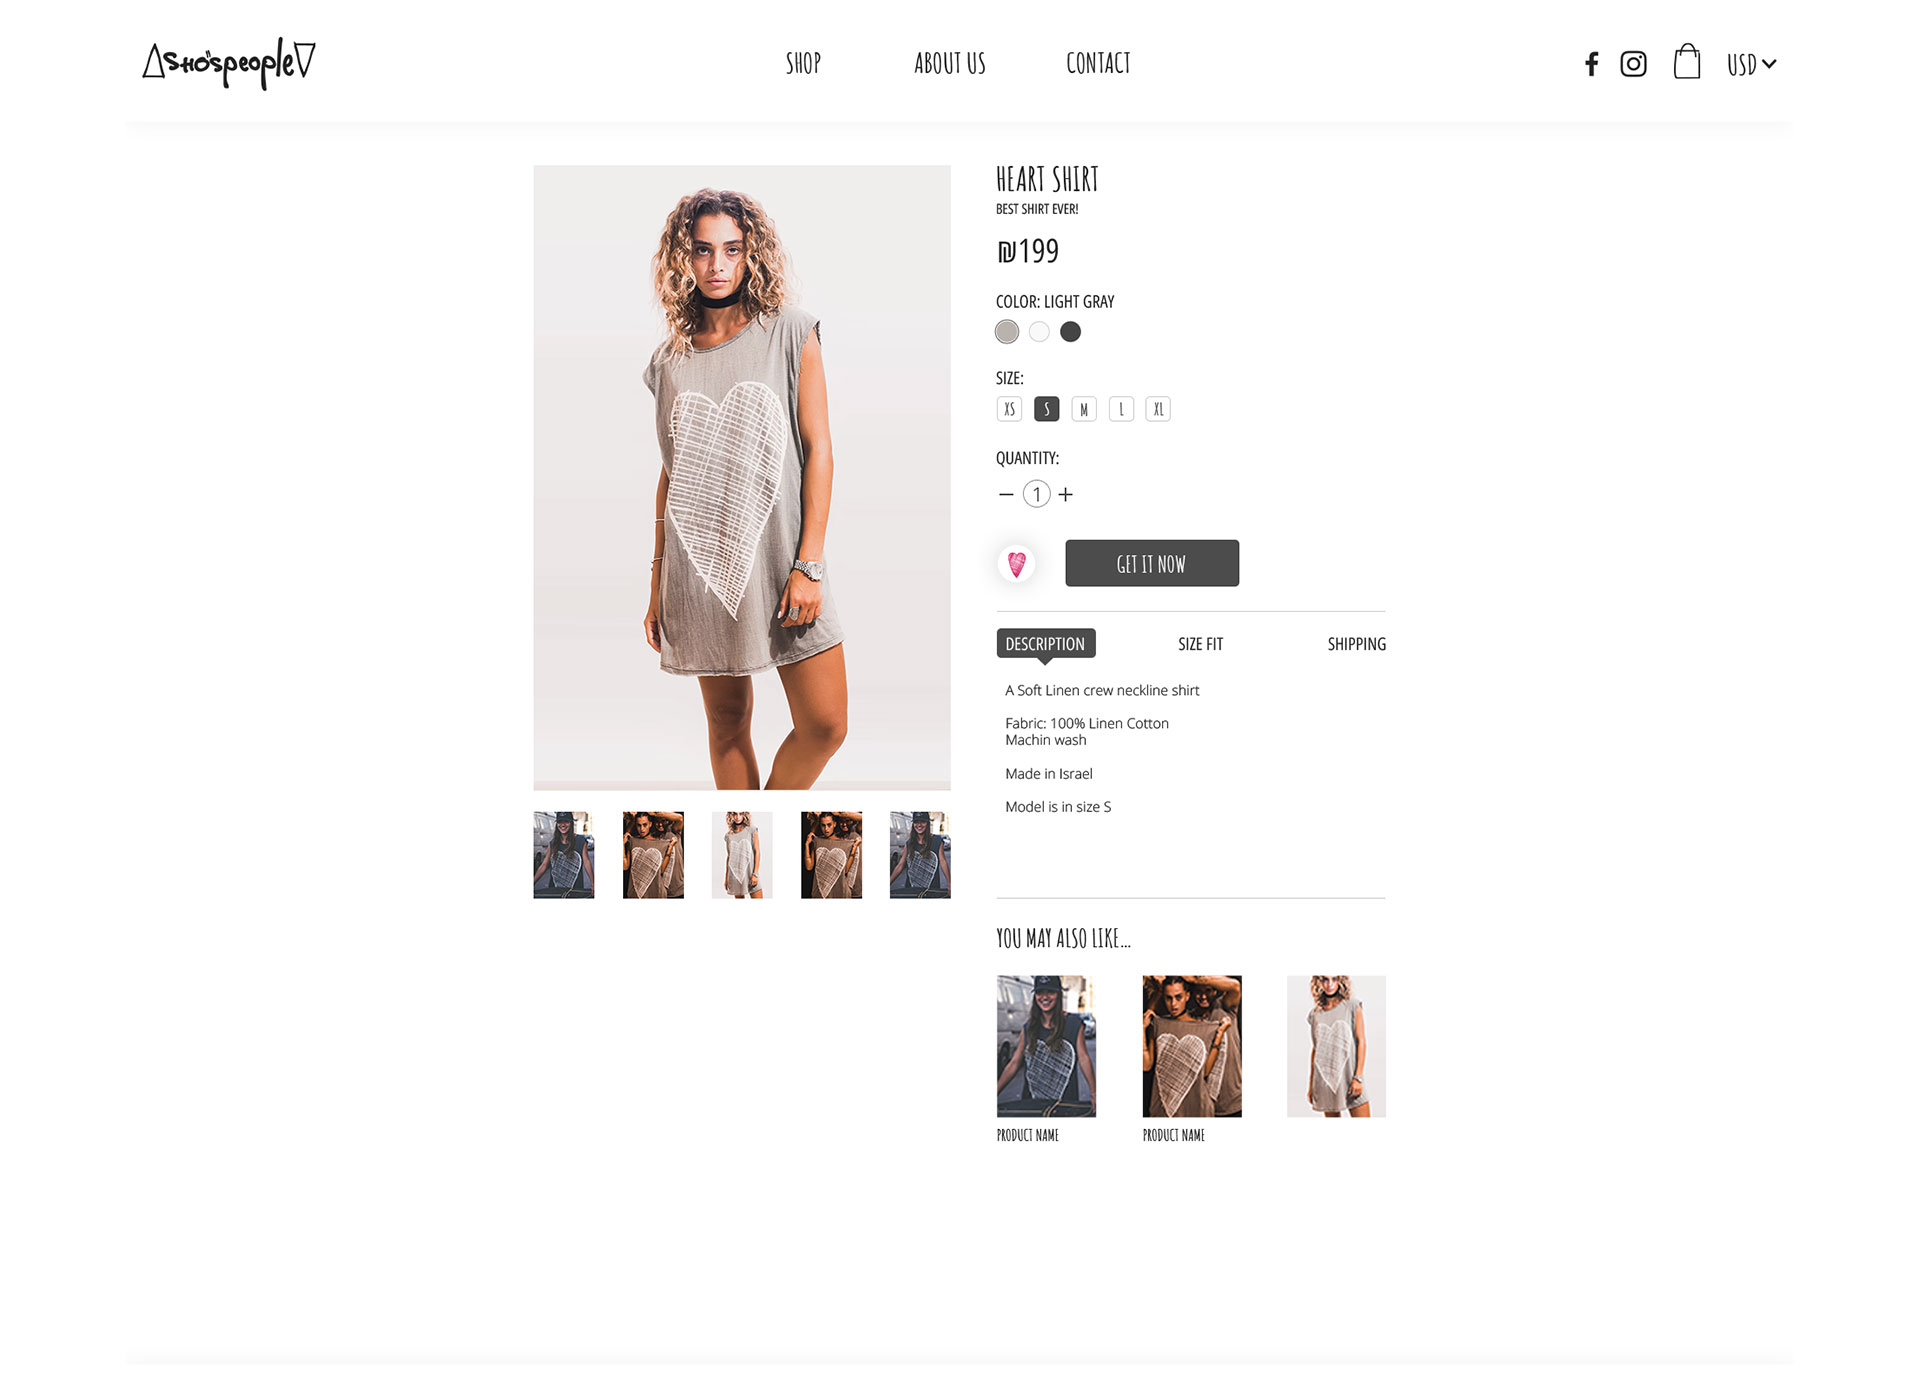 SHO"SPEOPLE
SHOP
ABOUT US
CONTACT
USD
HEART SHIRT
BEST SHIRT EVER!
₪199
COLOR: LIGHT GRAY
SIZE:
XS S M L XL
QUANTITY:
− 1 +
GET IT NOW
DESCRIPTION
SIZE FIT
SHIPPING
A Soft Linen crew neckline shirt
Fabric: 100% Linen Cotton
Machin wash
Made in Israel
Model is in size S
YOU MAY ALSO LIKE...
PRODUCT NAME
PRODUCT NAME